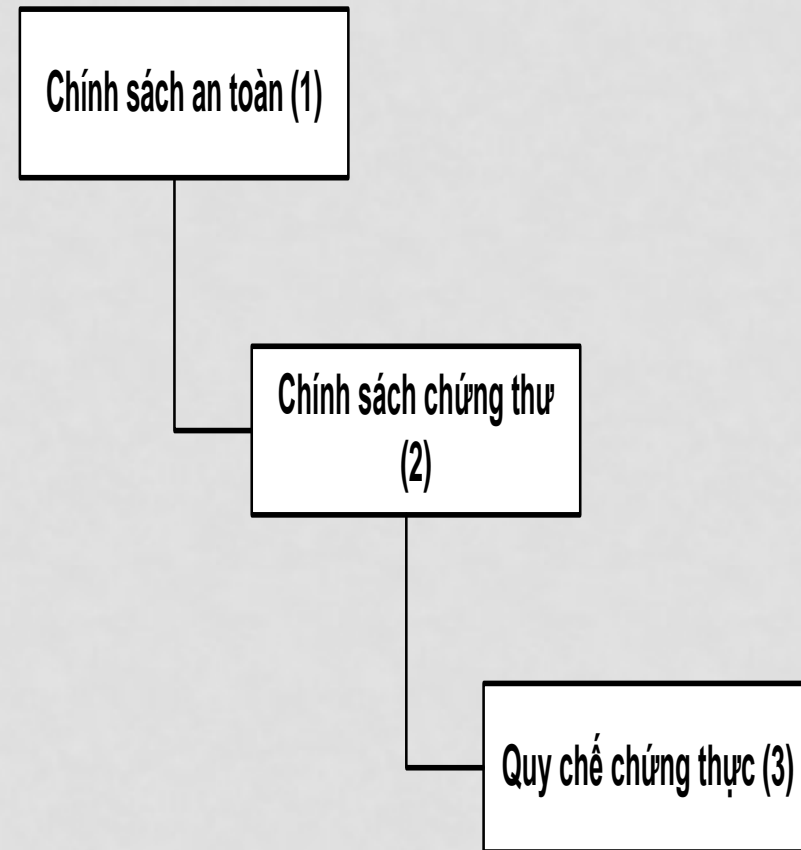 Chính sách an toàn (1)
Chính sách chứng thư
(2)
Quy chế chứng thực (3)